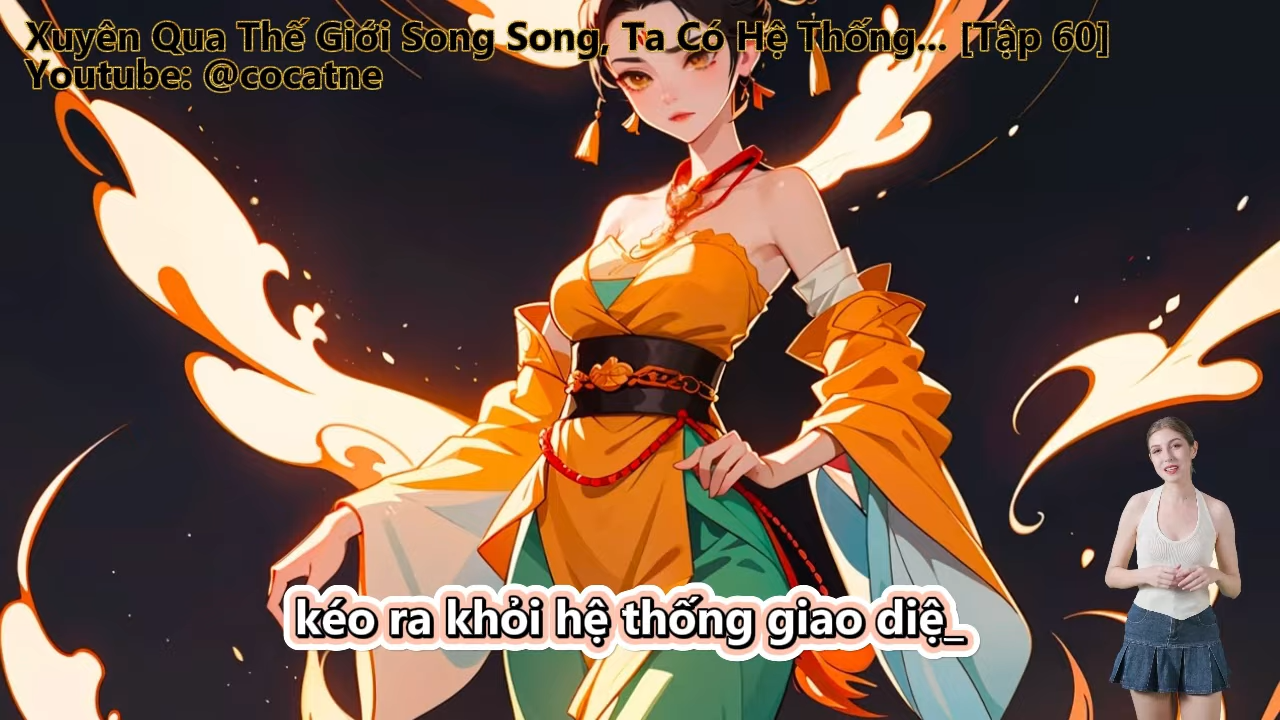 Xuyên Qua Thế Giới Song Song, Ta Có Hệ Thống... [Tập 60]
Youtube: @cocatne
kéo ra khỏi hệ thống giao diệ_